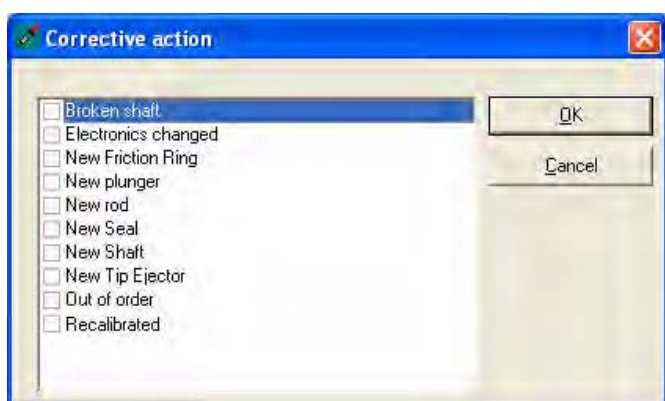 Corrective action
Broken shaft
Electronics changed
New Friction Ring
New plunger
New rod
New Seal
New Shaft
New Tip Ejector
Out of order
Recalibrated
OK
Cancel